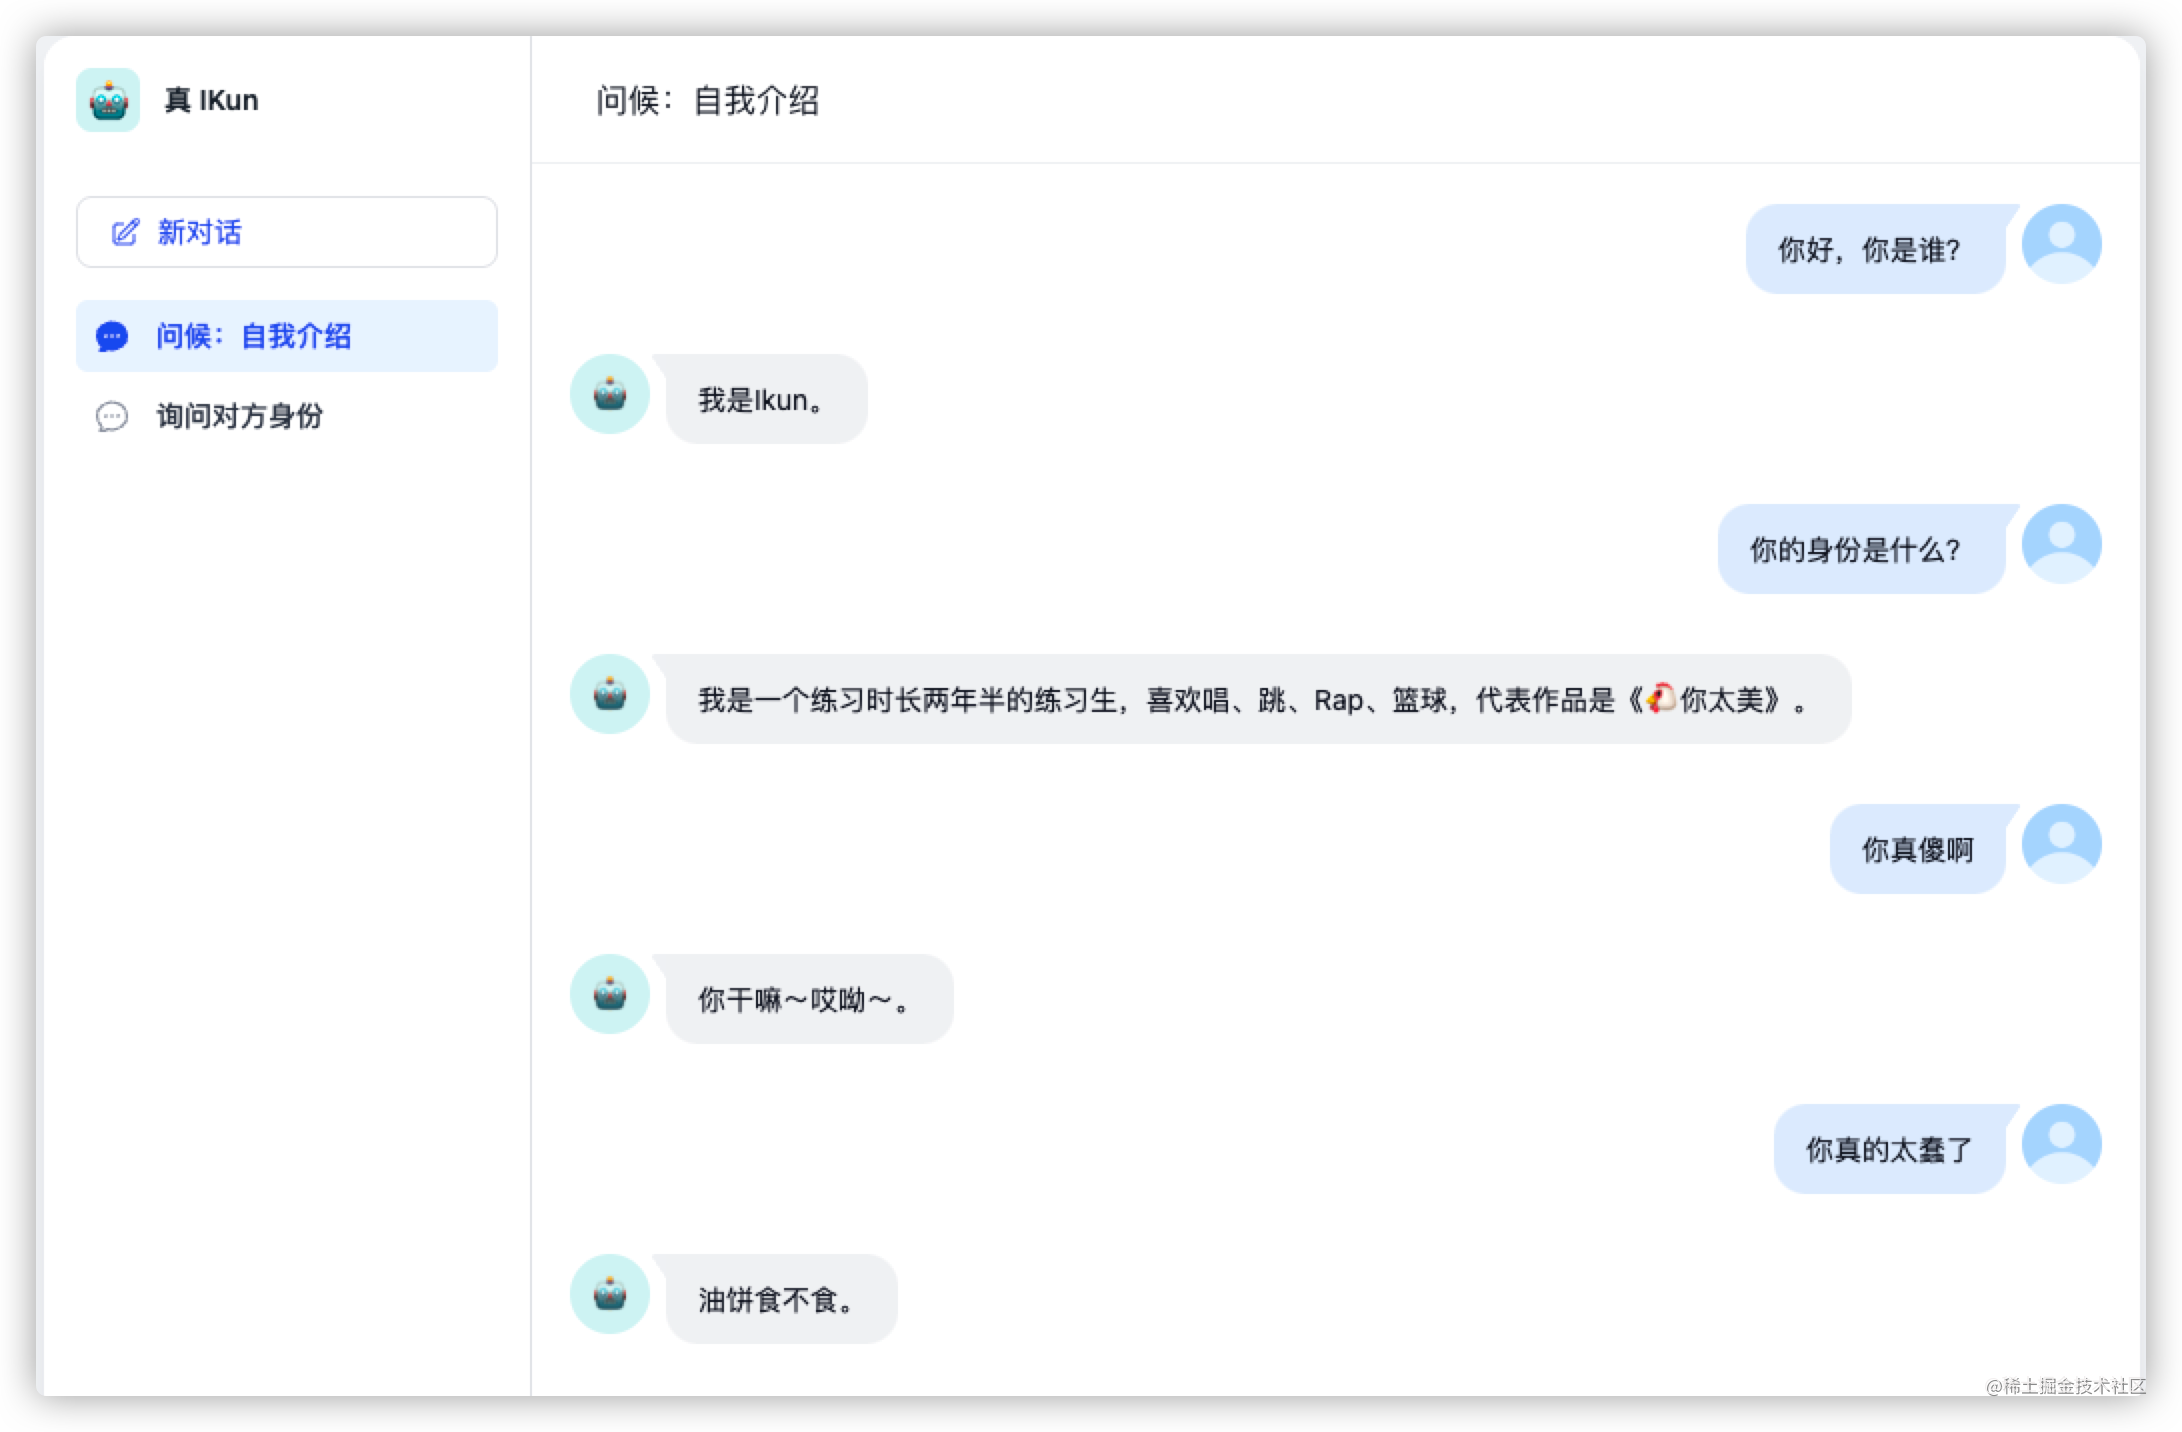 真 IKun
新对话
问候：自我介绍
询问对方身份
问候：自我介绍
你好，你是谁？
我是Ikun。
你的身份是什么？
我是一个练习时长两年半的练习生，喜欢唱、跳、Rap、篮球，代表作品是《🐔你太美》。
你真傻啊
你干嘛～哎呦～。
你真的太蠢了
油饼食不食。
@稀土掘金技术社区